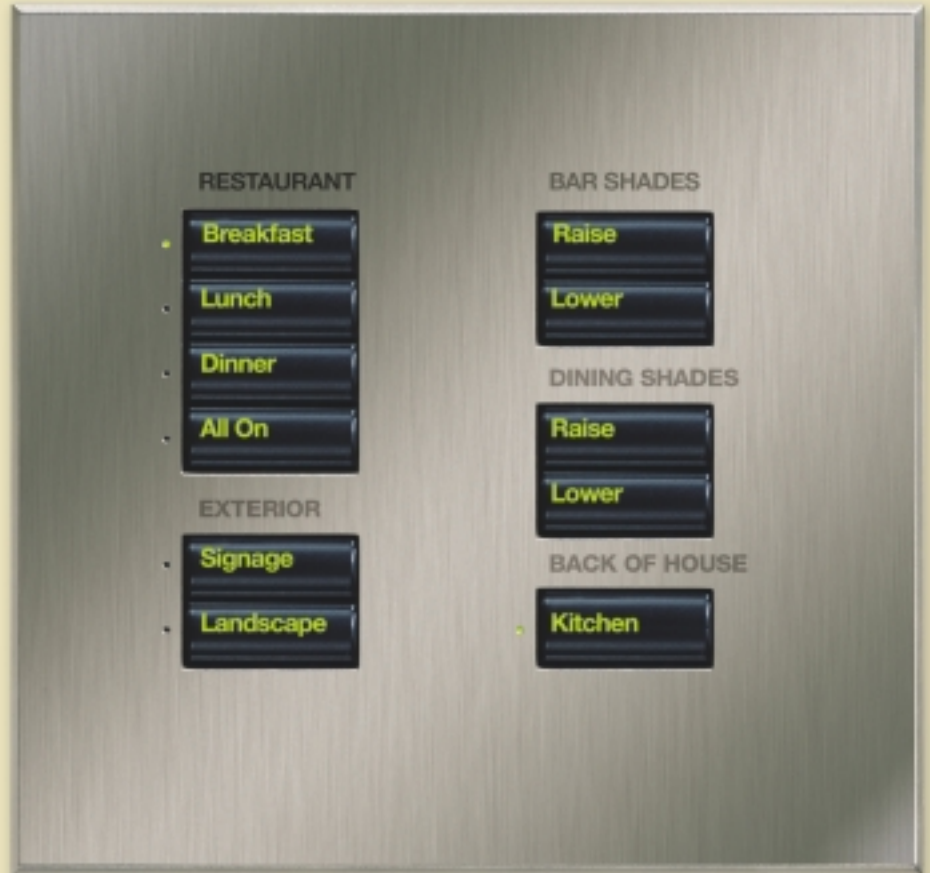 RESTAURANT
Breakfast
Lunch
Dinner
All On
EXTERIOR
Signage
Landscape
BAR SHADES
Raise
Lower
DINING SHADES
Raise
Lower
BACK OF HOUSE
Kitchen